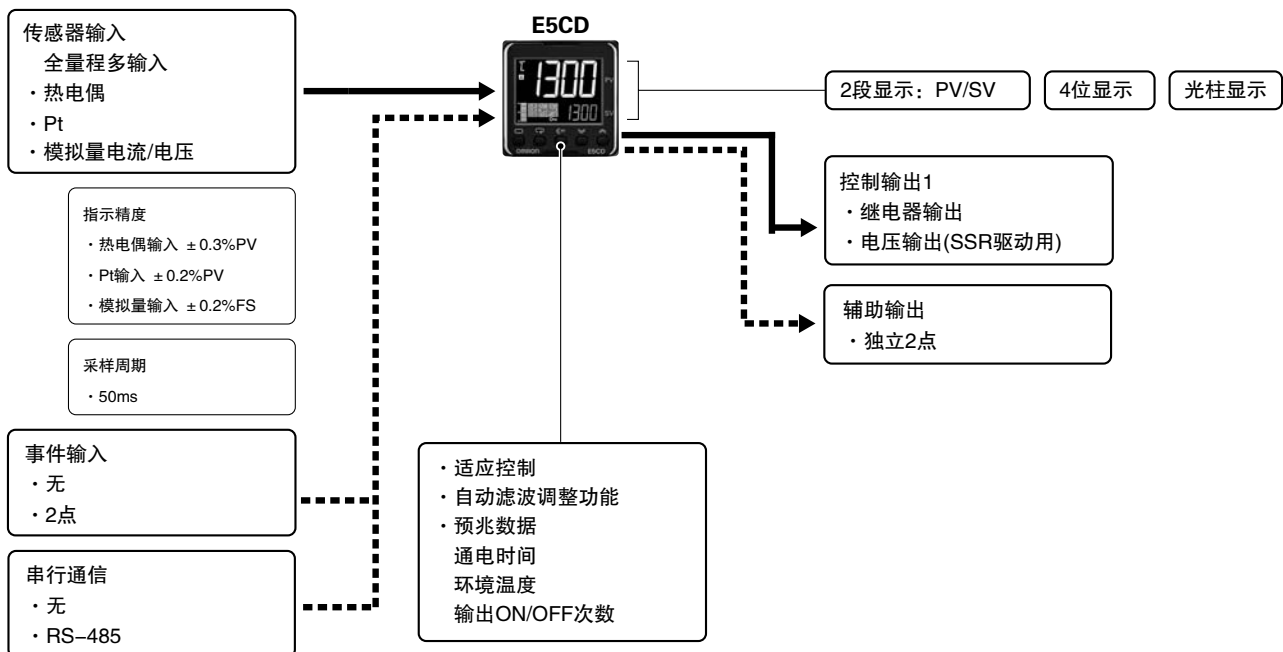 传感器输入
全量程多输入
・热电偶
・Pt
・模拟量电流/电压
指示精度
・热电偶输入 ±0.3%PV
・Pt输入 ±0.2%PV
・模拟量输入 ±0.2%FS
采样周期
・50ms
事件输入
・无
・2点
串行通信
・无
・RS–485
E5CD
1300
PV
1300
SV
OMRON E5CD
・适应控制
・自动滤波调整功能
・预兆数据
通电时间
环境温度
输出ON/OFF次数
2段显示：PV/SV
4位显示
光柱显示
控制输出1
・继电器输出
・电压输出(SSR驱动用)
辅助输出
・独立2点